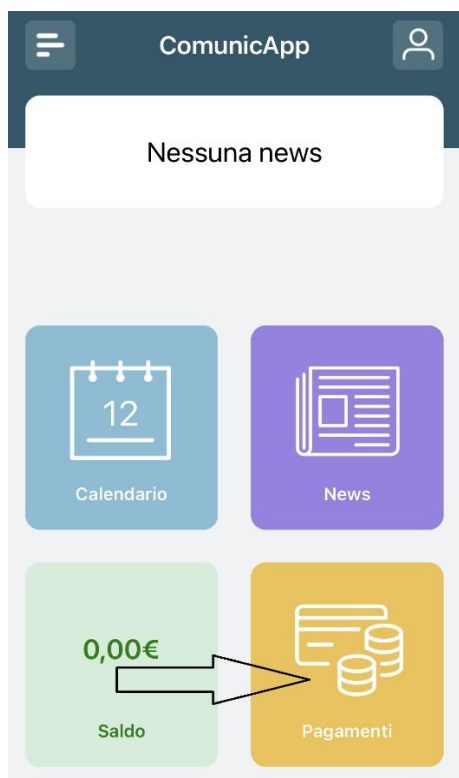 ComunicApp
Nessuna news
12
Calendario
News
0,00€
Saldo
Pagamenti